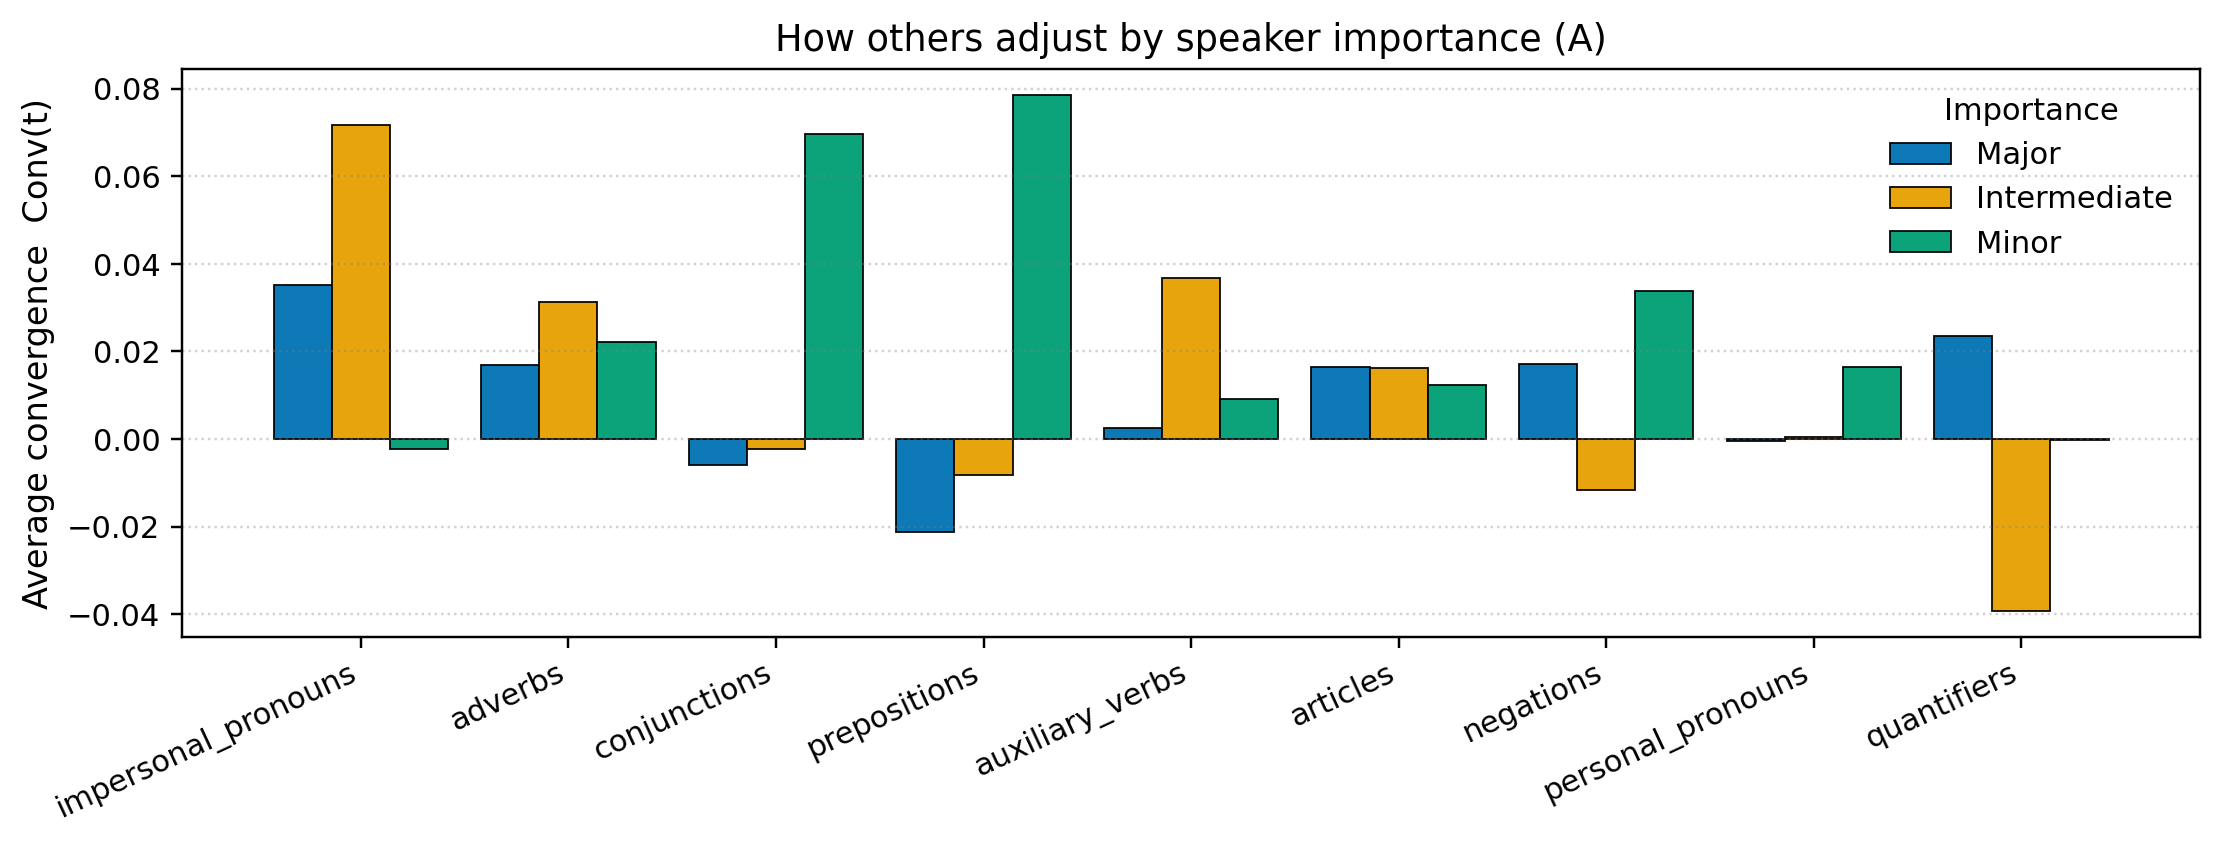 How others adjust by speaker importance (A)
Average convergence  Conv(t)
0.08
0.06
0.04
0.02
0.00
−0.02
−0.04
Importance
Major
Intermediate
Minor
impersonal_pronouns
adverbs
conjunctions
prepositions
auxiliary_verbs
articles
negations
personal_pronouns
quantifiers